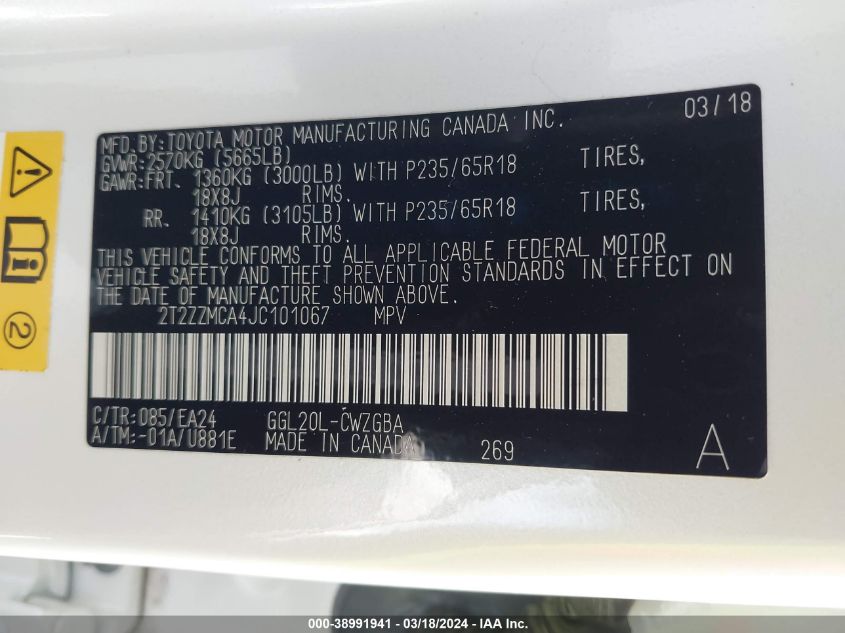 03/18
MFD. BY: TOYOTA MOTOR MANUFACTURING CANADA INC.
GVWR: 2570KG (5665LB)
GAWR: FRT. 1360KG (3000LB) WITH P235/65R18 TIRES,
18X8J RIMS.
RR. 1410KG (3105LB) WITH P235/65R18 TIRES,
18X8J RIMS.
THIS VEHICLE CONFORMS TO ALL APPLICABLE FEDERAL MOTOR
VEHICLE SAFETY AND THEFT PREVENTION STANDARDS IN EFFECT ON
THE DATE OF MANUFACTURE SHOWN ABOVE.
2T2ZZMCA4JC101067 MPV
C/TR: 085/EA24 GGL20L-CWZGBA
A/TM: -01A/U881E MADE IN CANADA 269 A
2
000-38991941 - 03/18/2024 - IAA Inc.